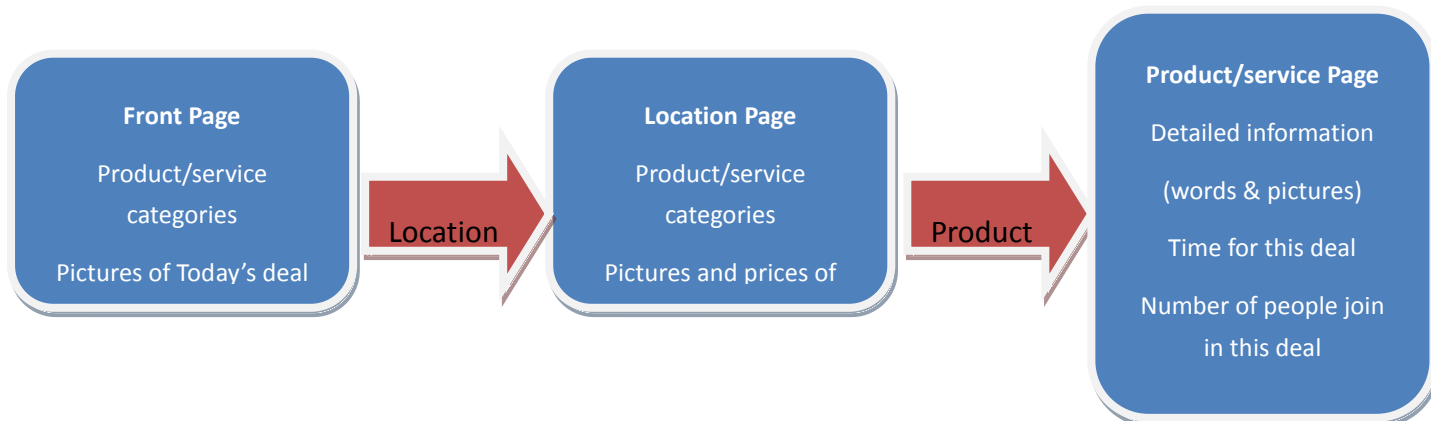 Front Page
Product/service
categories
Pictures of Today’s deal
Location
Location Page
Product/service
categories
Pictures and prices of
Product
Product/service Page
Detailed information
(words & pictures)
Time for this deal
Number of people join
in this deal